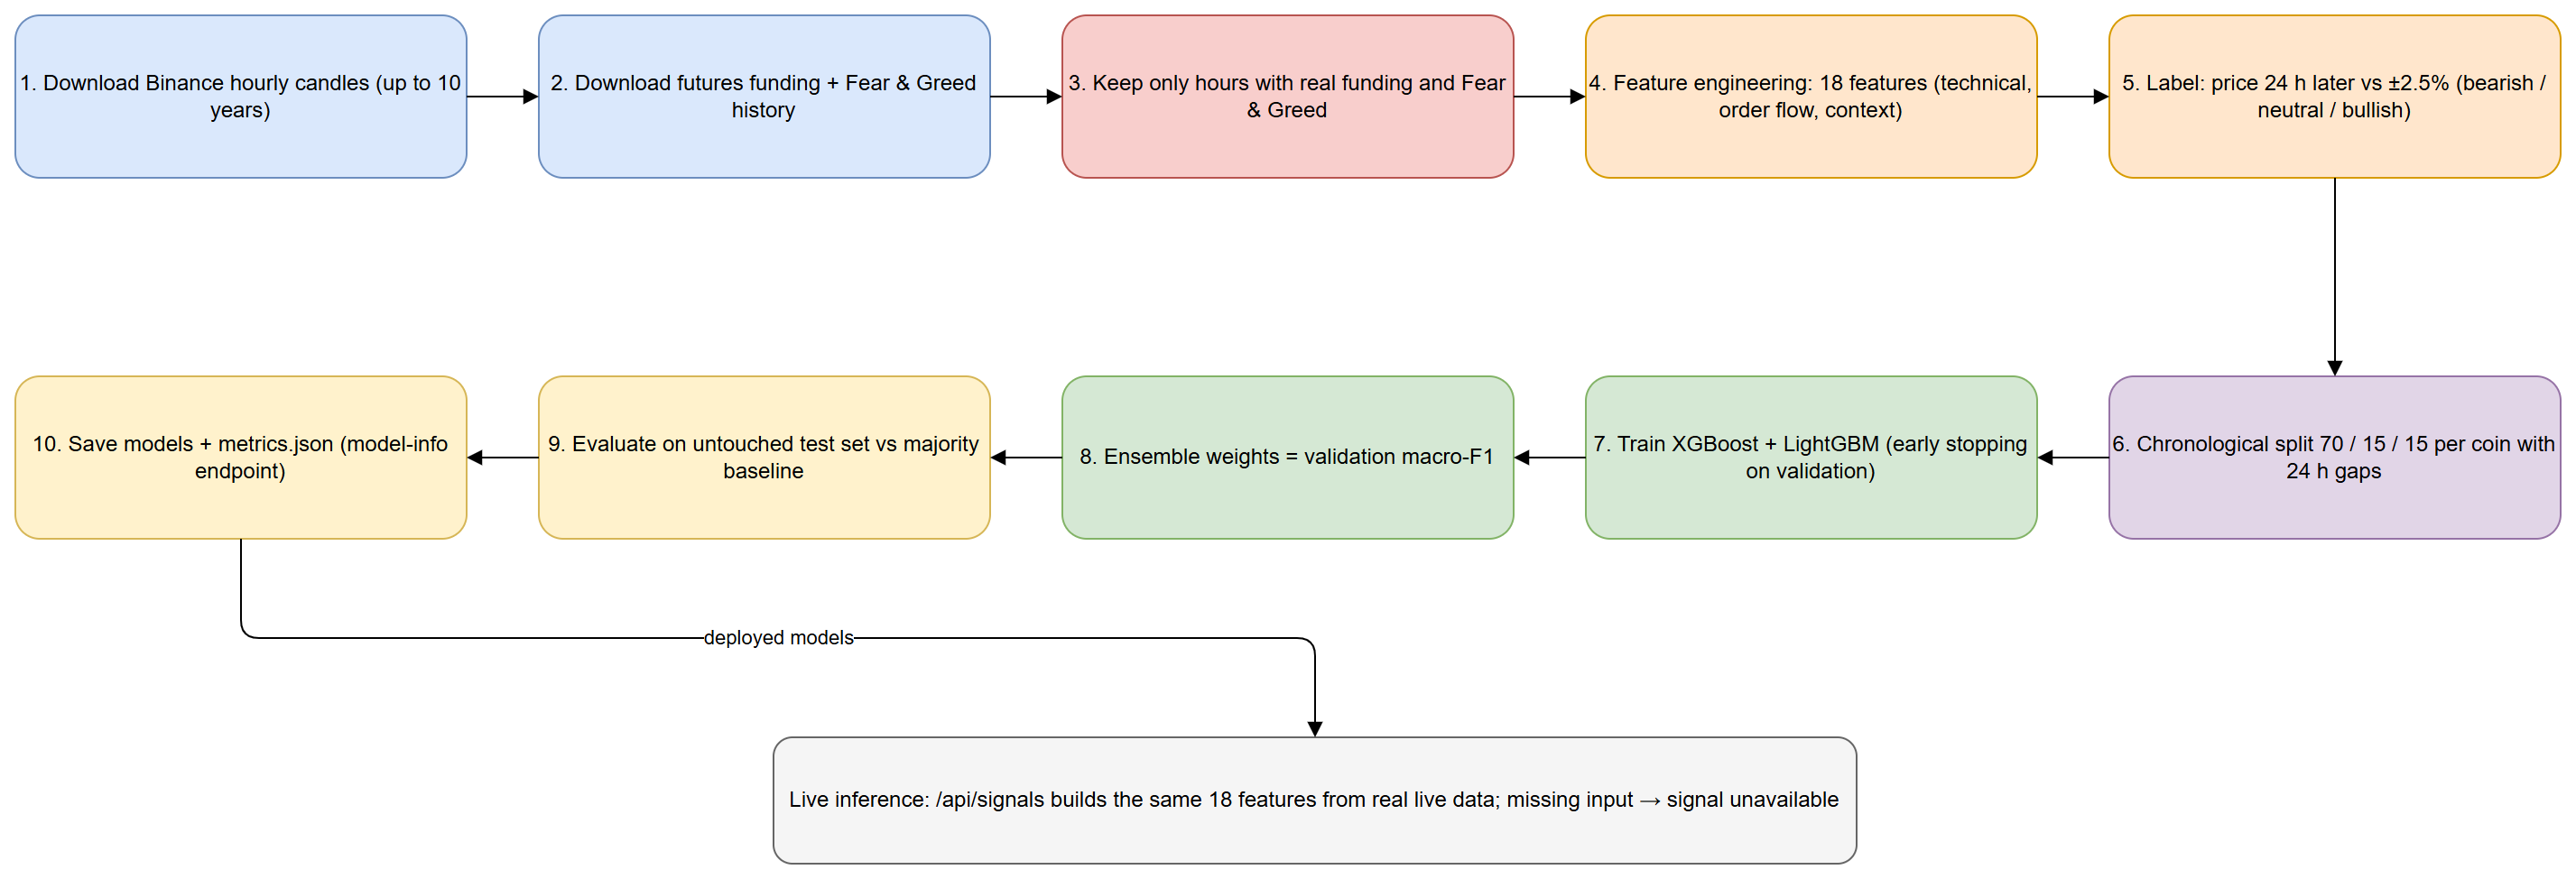 1. Download Binance hourly candles (up to 10
years)
2. Download futures funding + Fear & Greed
history
3. Keep only hours with real funding and Fear
& Greed
4. Feature engineering: 18 features (technical,
order flow, context)
5. Label: price 24 h later vs ±2.5% (bearish /
neutral / bullish)
6. Chronological split 70 / 15 / 15 per coin with
24 h gaps
7. Train XGBoost + LightGBM (early stopping
on validation)
8. Ensemble weights = validation macro-F1
9. Evaluate on untouched test set vs majority
baseline
10. Save models + metrics.json (model-info
endpoint)
deployed models
Live inference: /api/signals builds the same 18 features from real live data; missing input → signal unavailable